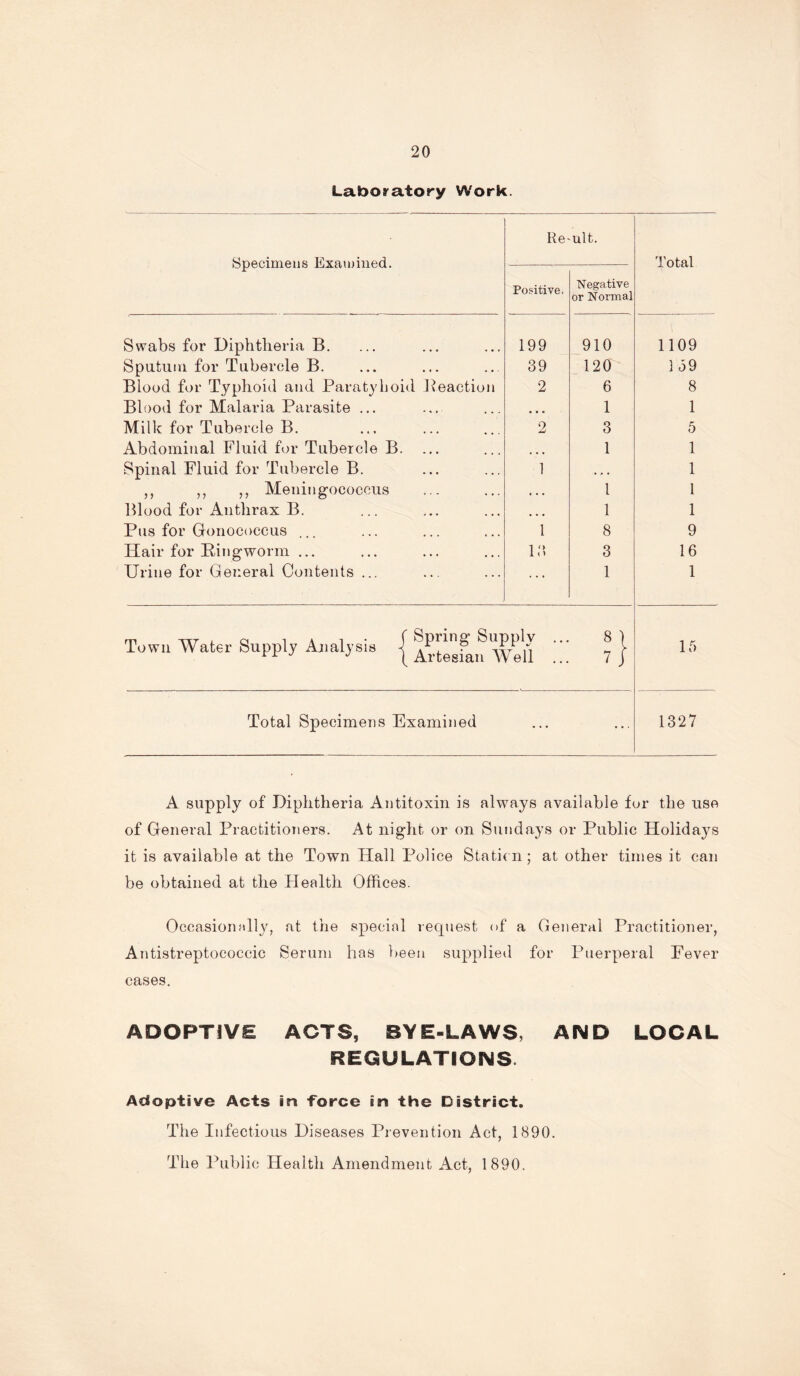 20
Laboratory Work.
Specimens Examined. Result. Total
Positive. Negative or Normal
Swabs for Diphtheria B. ... ... ... 199 910 1109
Sputum for Tubercle B. ... ... ... 39 120 159
Blood for Typhoid and Paratyhoid Reaction 2 6 8
Blood for Malaria Parasite ... ... ... ... 1 1
Milk for Tubercle B. ... ... ... 2 3 5
Abdominal Fluid for Tubercle B. ... ... ... 1 1
Spinal Fluid for Tubercle B. ... ... 1 ... 1
,, ,, ,, Meningococcus ... ... ... 1 1
Blood for Anthrax B. ... ... ... ... 1 1
Pus for Gonococcus ... ... ... ... 1 8 9
Hair for Ringworm ... ... ... ... 13 3 16
Urine for General Contents ... ... ... ... 1 1
Town Water Supply Analysis { Spring Supply ... 8 } 15
{ Artesian Well ... 7 }
Total Specimens Examined ... ... 1327
A supply of Diphtheria Antitoxin is always available for the use
of General Practitioners. At night or on Sundays or Public Holidays
it is available at the Town Hall Police Station; at other times it can
be obtained at the Health Offices.
Occasionally, at the special request of a General Practitioner,
Antistreptococcic Serum has been supplied for Puerperal Fever
cases.
ADOPTIVE ACTS, BYE-LAWS, AND LOCAL
REGULATIONS.
Adoptive Acts in force in the District.
The Infectious Diseases Prevention Act, 1890.
The Public Health Amendment Act, 1890.